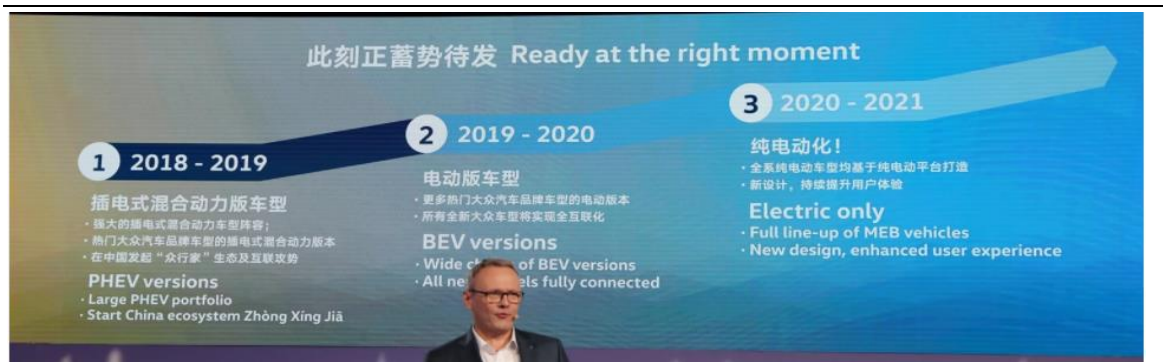 此刻正蓄势待发 Ready at the right moment
1 2018 - 2019
插电式混合动力版车型
· 强大的插电式混合动力车型阵容；
· 热门大众汽车品牌车型的插电式混合动力版本
· 在中国发起“众行家”生态及互联攻势
PHEV versions
· Large PHEV portfolio
· Start China ecosystem Zhòng Xíng Jiā
2 2019 - 2020
电动版车型
· 更多热门大众汽车品牌车型的电动版本
· 所有全新大众车型将实现全互联化
BEV versions
· Wide of BEV versions
· All fully connected
3 2020 - 2021
纯电动化！
· 全系纯电动车型均基于纯电动平台打造
· 新设计，持续提升用户体验
Electric only
· Full line-up of MEB vehicles
· New design, enhanced user experience